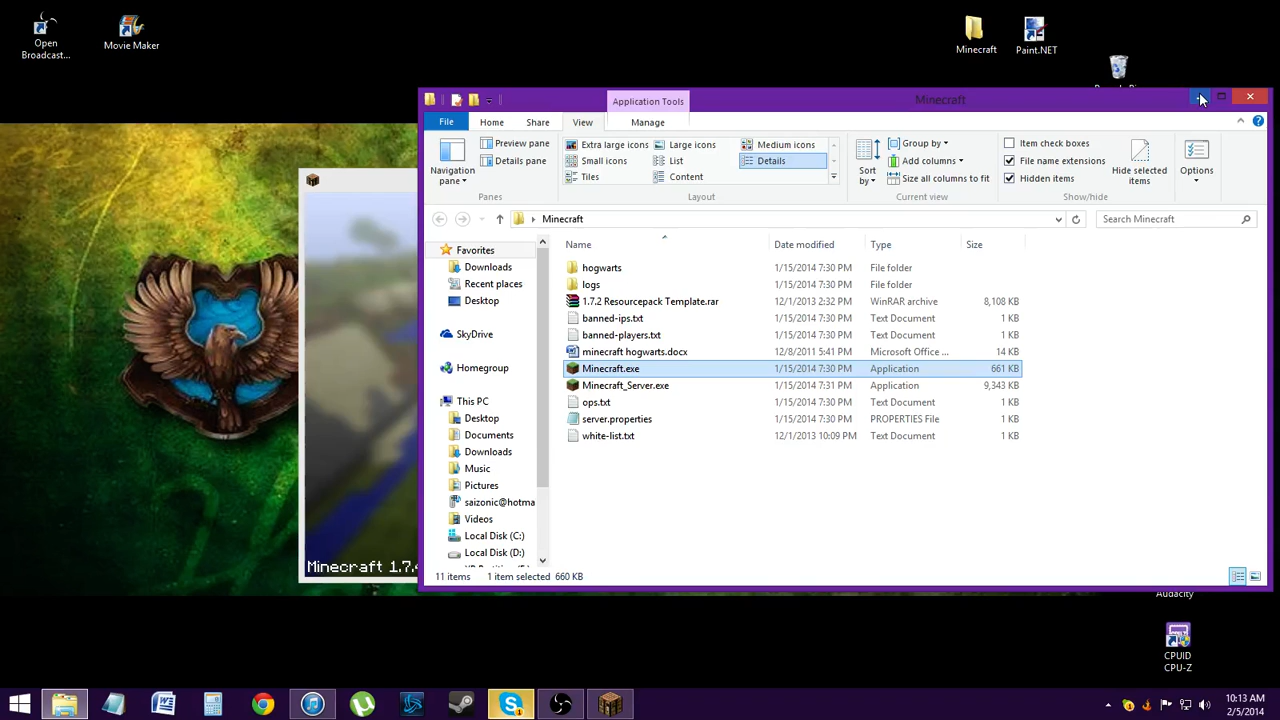 Open
Broadcast...
Movie Maker
Minecraft
Paint.NET
Application Tools
Minecraft
File
Home
Share
View
Manage
Navigation
pane
Preview pane
Details pane
Panes
Extra large icons
Large icons
Medium icons
Small icons
List
Details
Tiles
Content
Layout
Sort
by
Group by
Add columns
Size all columns to fit
Current view
Item check boxes
File name extensions
Hidden items
Hide selected
items
Show/hide
Options
Minecraft
Search Minecraft
Favorites
Downloads
Recent places
Desktop
SkyDrive
Homegroup
This PC
Desktop
Documents
Downloads
Music
Pictures
saizonic@hotma
Videos
Local Disk (C:)
Local Disk (D:)
Name Date modified Type Size
hogwarts 1/15/2014 7:30 PM File folder
logs 1/15/2014 7:30 PM File folder
1.7.2 Resourcepack Template.rar 12/1/2013 2:32 PM WinRAR archive 8,108 KB
banned-ips.txt 1/15/2014 7:30 PM Text Document 1 KB
banned-players.txt 1/15/2014 7:30 PM Text Document 1 KB
minecraft hogwarts.docx 12/8/2011 5:41 PM Microsoft Office ... 14 KB
Minecraft.exe 1/15/2014 7:30 PM Application 661 KB
Minecraft_Server.exe 1/15/2014 7:31 PM Application 9,343 KB
ops.txt 1/15/2014 7:30 PM Text Document 1 KB
server.properties 1/15/2014 7:30 PM PROPERTIES File 1 KB
white-list.txt 12/1/2013 10:09 PM Text Document 1 KB
11 items 1 item selected 660 KB
Minecraft 1.7.4
Audacity
CPUID
CPU-Z
10:13 AM
2/5/2014